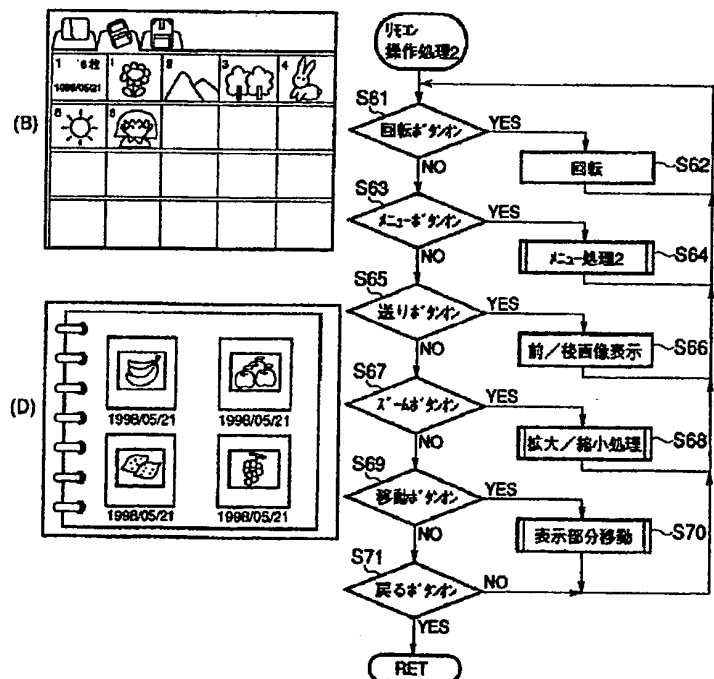 (B)
1 6枚
1998/05/21
1
2
3
4
5
6
(D)
1998/05/21
1998/05/21
1998/05/21
1998/05/21
リモコン
操作処理2
S61
回転ボタンオン
YES
回転
S62
NO
S63
メニューボタンオン
YES
メニュー処理2
S64
NO
S65
送りボタンオン
YES
前/後画像表示
S66
NO
S67
ズームボタンオン
YES
拡大/縮小処理
S68
NO
S69
移動ボタンオン
YES
表示部分移動
S70
NO
S71
戻るボタンオン
NO
YES
RET